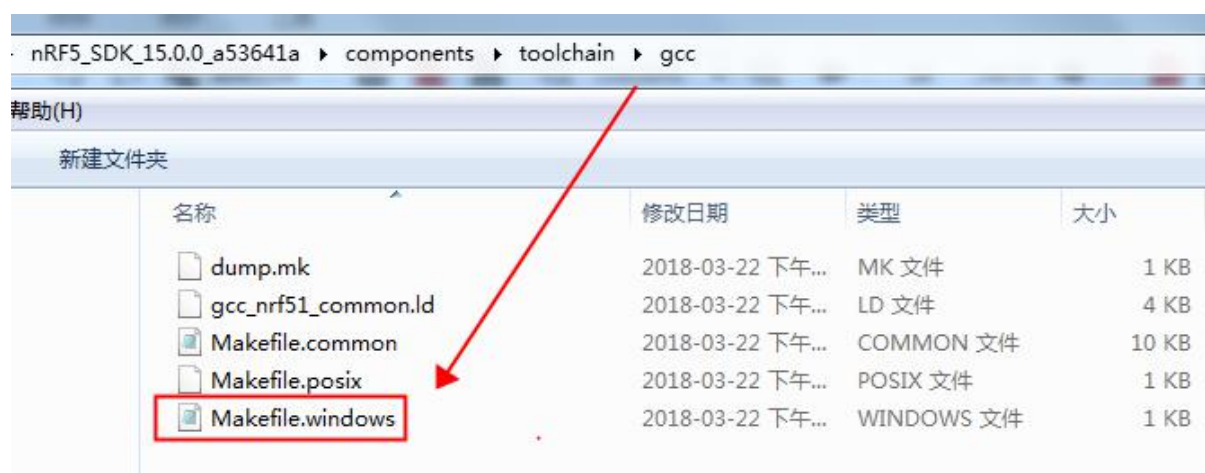 nRF5_SDK_15.0.0_a53641a ▸ components ▸ toolchain ▸ gcc
帮助(H)
新建文件夹
名称 修改日期 类型 大小
dump.mk 2018-03-22 下午... MK 文件 1 KB
gcc_nrf51_common.ld 2018-03-22 下午... LD 文件 4 KB
Makefile.common 2018-03-22 下午... COMMON 文件 10 KB
Makefile.posix 2018-03-22 下午... POSIX 文件 1 KB
Makefile.windows 2018-03-22 下午... WINDOWS 文件 1 KB